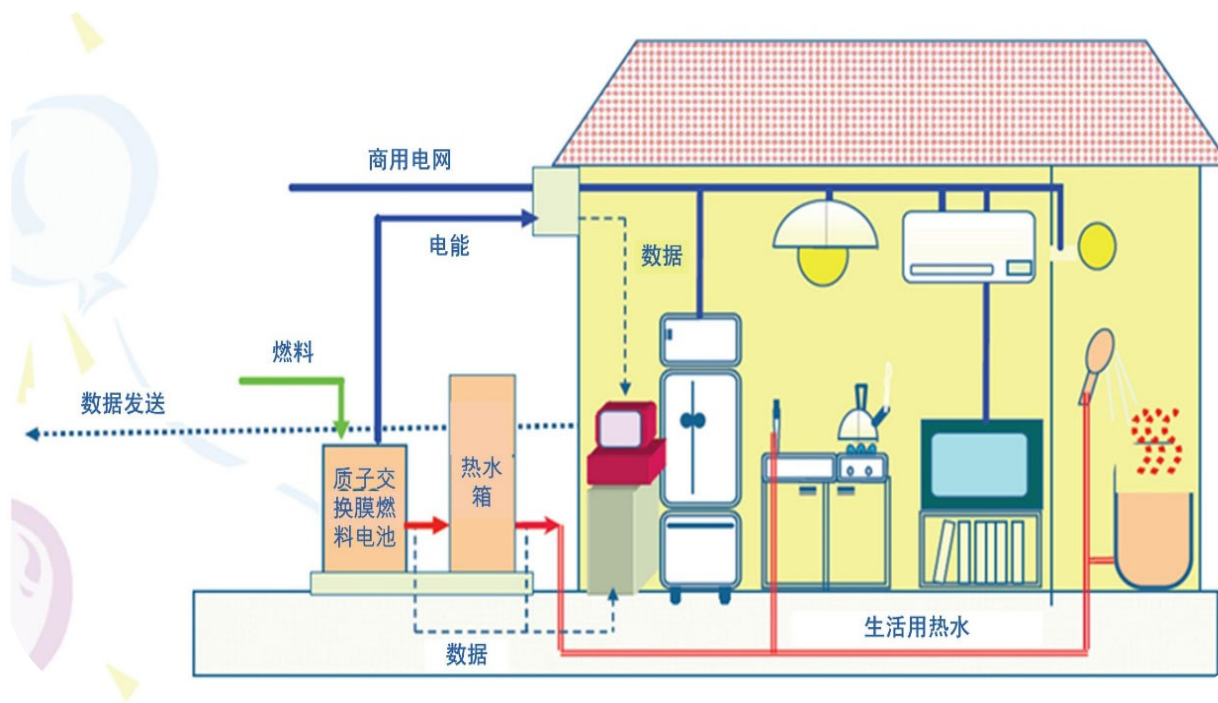 商用电网
电能
数据
燃料
数据发送
质子交
换膜燃
料电池
热水
箱
生活用热水
数据